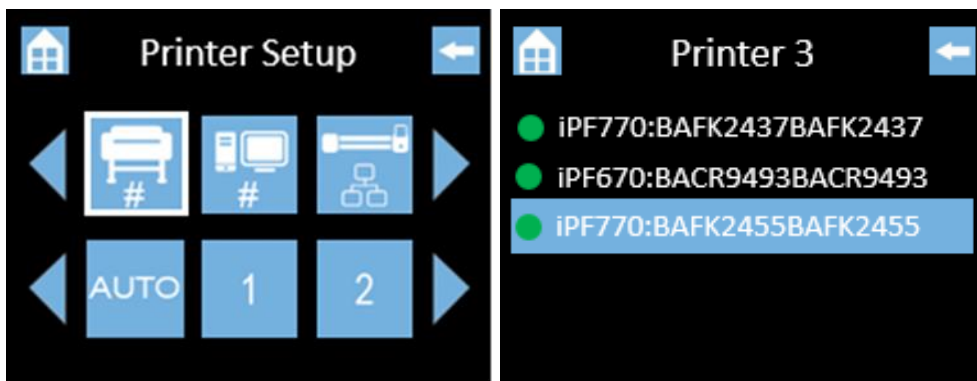 Printer Setup
# #
AUTO 1 2
Printer 3
iPF770:BAFK2437BAFK2437
iPF670:BACR9493BACR9493
iPF770:BAFK2455BAFK2455